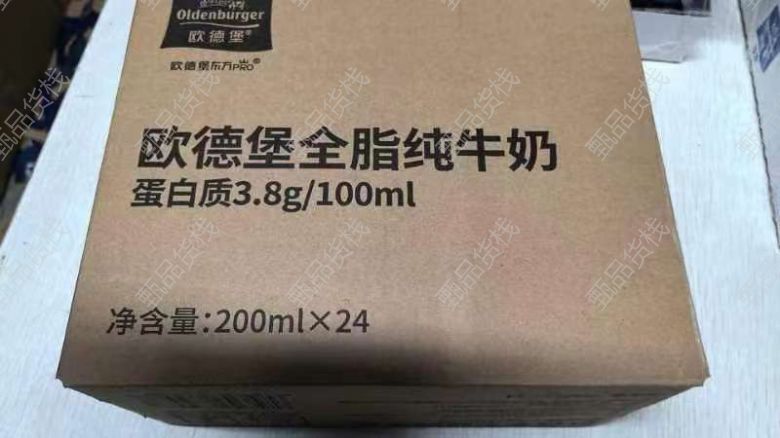 Oldenburger
欧德堡®
欧德堡东方PRO®
欧德堡全脂纯牛奶
蛋白质3.8g/100ml
净含量:200ml×24
甄品货栈